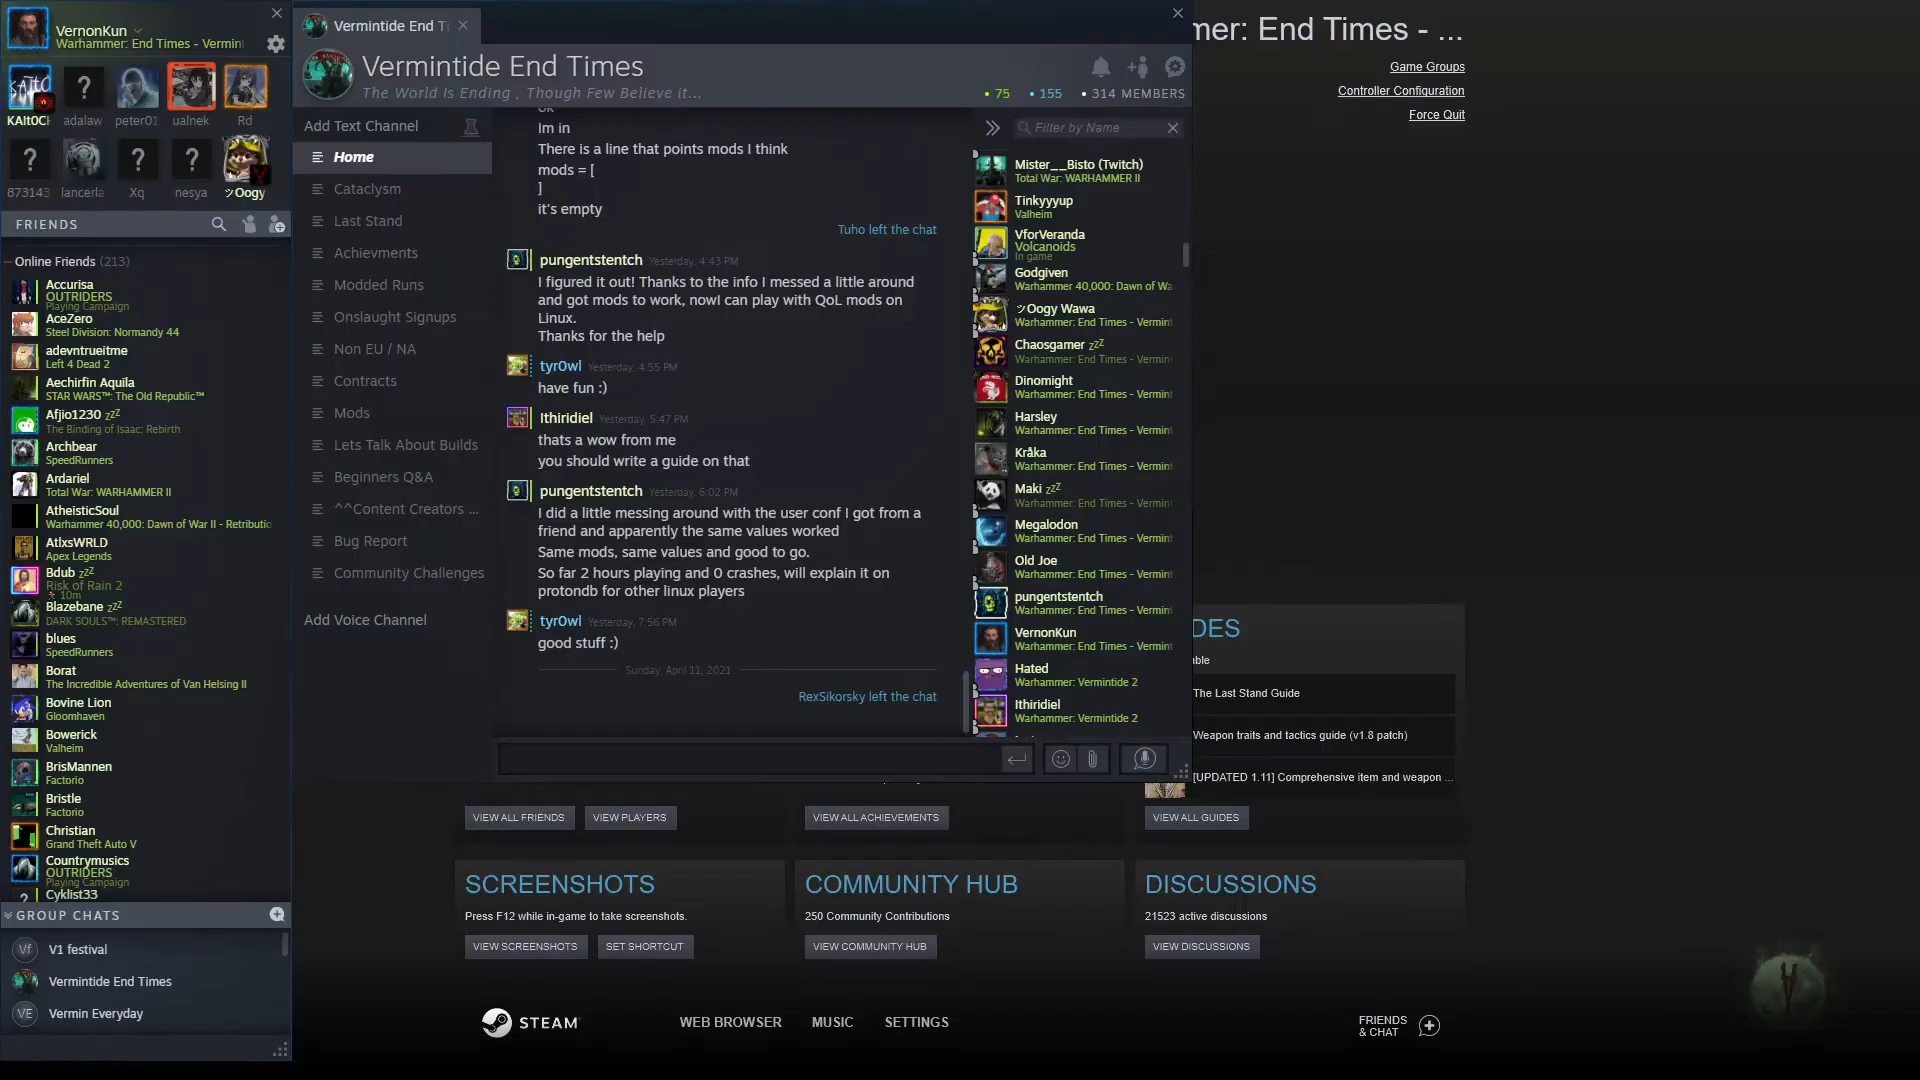 VernonKun
Warhammer: End Times - Vermint
KAItOCH
adalaw
peter01
ualnek
Rd
873143
lancerla
Xq
nesya
ツOogy
FRIENDS
Online Friends (213)
Accurisa
OUTRIDERS
Playing Campaign
AceZero
Steel Division: Normandy 44
adevntrueitme
Left 4 Dead 2
Aechirfin Aquila
STAR WARS™: The Old Republic™
Afjio1230 zzZ
The Binding of Isaac: Rebirth
Archbear
SpeedRunners
Ardariel
Total War: WARHAMMER II
AtheisticSoul
Warhammer 40,000: Dawn of War II - Retributio
AtlxsWRLD
Apex Legends
Bdub zzZ
Risk of Rain 2
10m
Blazebane zzZ
DARK SOULS™: REMASTERED
blues
SpeedRunners
Borat
The Incredible Adventures of Van Helsing II
Bovine Lion
Gloomhaven
Bowerick
Valheim
BrisMannen
Factorio
Bristle
Factorio
Christian
Grand Theft Auto V
Countrymusics
OUTRIDERS
Playing Campaign
Cyklist33
GROUP CHATS
Vf V1 festival
Vermintide End Times
VE Vermin Everyday
Vermintide End T
Vermintide End Times
The World Is Ending , Though Few Believe it...
75
155
314 MEMBERS
Add Text Channel
Home
Cataclysm
Last Stand
Achievments
Modded Runs
Onslaught Signups
Non EU / NA
Contracts
Mods
Lets Talk About Builds
Beginners Q&A
^^Content Creators ...
Bug Report
Community Challenges
Add Voice Channel
ok
Im in
There is a line that points mods I think
mods = [
]
it's empty
Tuho left the chat
pungentstentch Yesterday, 4:43 PM
I figured it out! Thanks to the info I messed a little around
and got mods to work, nowI can play with QoL mods on
Linux.
Thanks for the help
tyr0wl Yesterday, 4:55 PM
have fun :)
Ithiridiel Yesterday, 5:47 PM
thats a wow from me
you should write a guide on that
pungentstentch Yesterday, 6:02 PM
I did a little messing around with the user conf I got from a
friend and apparently the same values worked
Same mods, same values and good to go.
So far 2 hours playing and 0 crashes, will explain it on
protondb for other linux players
tyr0wl Yesterday, 7:56 PM
good stuff :)
Sunday, April 11, 2021
RexSikorsky left the chat
Filter by Name
Mister__Bisto (Twitch)
Total War: WARHAMMER II
Tinkyyyup
Valheim
VforVeranda
Volcanoids
In game
Godgiven
Warhammer 40,000: Dawn of Wa
ツOogy Wawa
Warhammer: End Times - Vermint
Chaosgamer zzZ
Warhammer: End Times - Vermint
Dinomight
Warhammer: End Times - Vermint
Harsley
Warhammer: End Times - Vermint
Kråka
Warhammer: End Times - Vermint
Maki zzZ
Warhammer: End Times - Vermint
Megalodon
Warhammer: End Times - Vermint
Old Joe
Warhammer: End Times - Vermint
pungentstentch
Warhammer: End Times - Vermint
VernonKun
Warhammer: End Times - Vermint
Hated
Warhammer: Vermintide 2
Ithiridiel
Warhammer: Vermintide 2
mer: End Times - ...
Game Groups
Controller Configuration
Force Quit
DES
ble
The Last Stand Guide
Weapon traits and tactics guide (v1.8 patch)
[UPDATED 1.11] Comprehensive item and weapon ...
VIEW ALL FRIENDS
VIEW PLAYERS
VIEW ALL ACHIEVEMENTS
VIEW ALL GUIDES
SCREENSHOTS
Press F12 while in-game to take screenshots.
VIEW SCREENSHOTS
SET SHORTCUT
COMMUNITY HUB
250 Community Contributions
VIEW COMMUNITY HUB
DISCUSSIONS
21523 active discussions
VIEW DISCUSSIONS
STEAM
WEB BROWSER
MUSIC
SETTINGS
FRIENDS
& CHAT